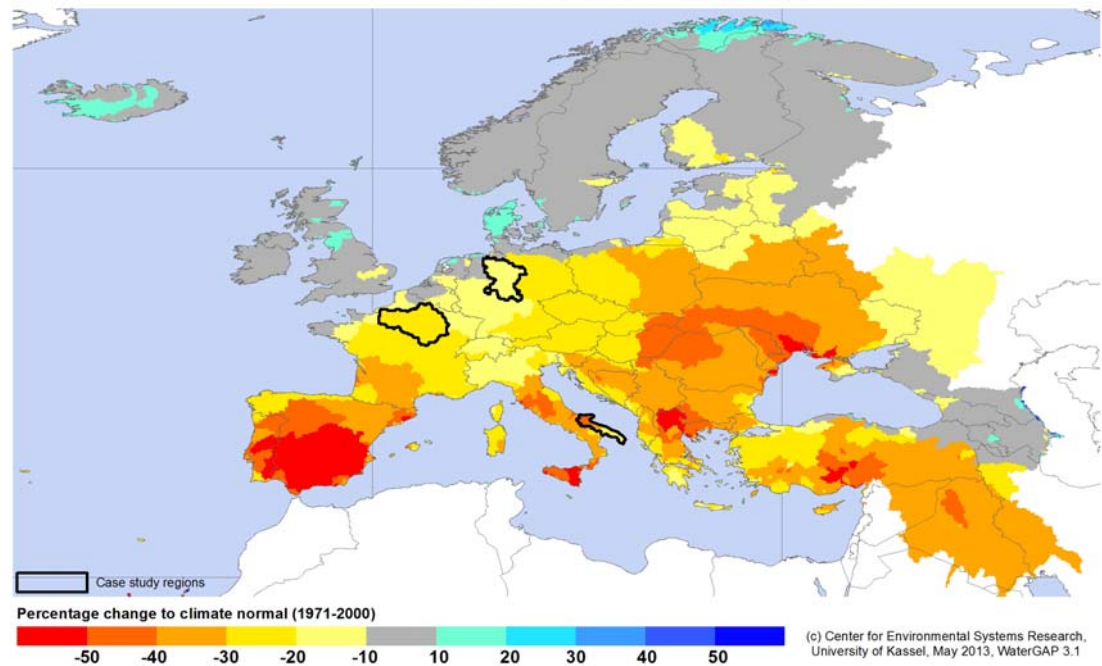 Case study regions
Percentage change to climate normal (1971-2000)
-50 -40 -30 -20 -10 10 20 30 40 50
(c) Center for Environmental Systems Research,
University of Kassel, May 2013, WaterGAP 3.1